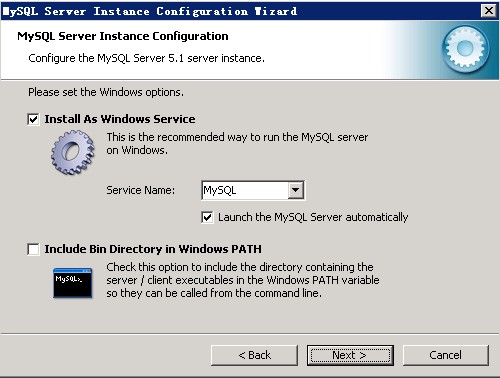 MySQL Server Instance Configuration Wizard
MySQL Server Instance Configuration
Configure the MySQL Server 5.1 server instance.
Please set the Windows options.
Install As Windows Service
This is the recommended way to run the MySQL server
on Windows.
Service Name: MySQL
Launch the MySQL Server automatically
Include Bin Directory in Windows PATH
MySQL>_
Check this option to include the directory containing the
server / client executables in the Windows PATH variable
so they can be called from the command line.
< Back Next > Cancel